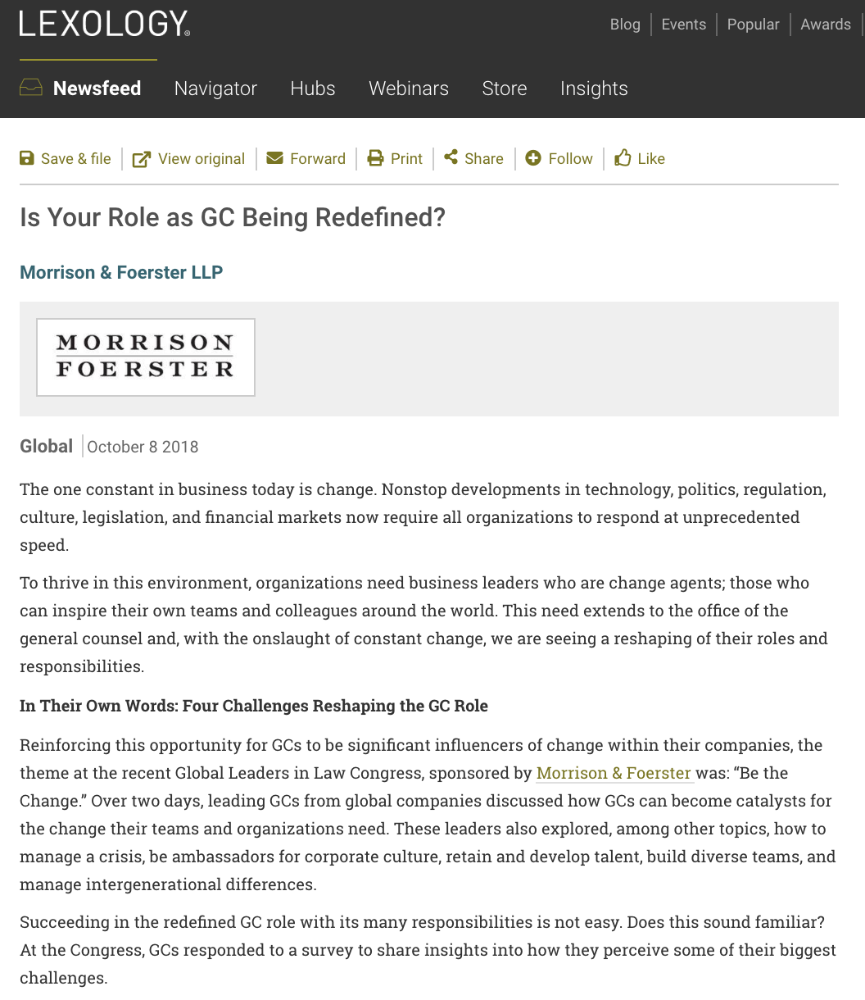 LEXOLOGY®
Blog Events Popular Awards
Newsfeed Navigator Hubs Webinars Store Insights
Save & file View original Forward Print Share Follow Like
Is Your Role as GC Being Redefined?
Morrison & Foerster LLP
MORRISON
FOERSTER
Global October 8 2018
The one constant in business today is change. Nonstop developments in technology, politics, regulation,
culture, legislation, and financial markets now require all organizations to respond at unprecedented
speed.
To thrive in this environment, organizations need business leaders who are change agents; those who
can inspire their own teams and colleagues around the world. This need extends to the office of the
general counsel and, with the onslaught of constant change, we are seeing a reshaping of their roles and
responsibilities.
In Their Own Words: Four Challenges Reshaping the GC Role
Reinforcing this opportunity for GCs to be significant influencers of change within their companies, the
theme at the recent Global Leaders in Law Congress, sponsored by Morrison & Foerster was: “Be the
Change.” Over two days, leading GCs from global companies discussed how GCs can become catalysts for
the change their teams and organizations need. These leaders also explored, among other topics, how to
manage a crisis, be ambassadors for corporate culture, retain and develop talent, build diverse teams, and
manage intergenerational differences.
Succeeding in the redefined GC role with its many responsibilities is not easy. Does this sound familiar?
At the Congress, GCs responded to a survey to share insights into how they perceive some of their biggest
challenges.